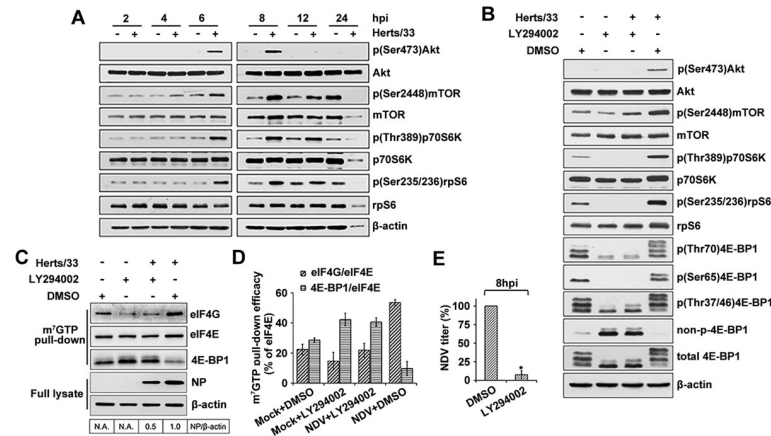 A
2 4 6 8 12 24 hpi
- + - + - + - + - + - + Herts/33
p(Ser473)Akt
Akt
p(Ser2448)mTOR
mTOR
p(Thr389)p70S6K
p70S6K
p(Ser235/236)rpS6
rpS6
β-actin
B
Herts/33 - - + +
LY294002 - + + -
DMSO + - - +
p(Ser473)Akt
Akt
p(Ser2448)mTOR
mTOR
p(Thr389)p70S6K
p70S6K
p(Ser235/236)rpS6
rpS6
p(Thr70)4E-BP1
p(Ser65)4E-BP1
p(Thr37/46)4E-BP1
non-p-4E-BP1
total 4E-BP1
β-actin
C
Herts/33 - - + +
LY294002 - + + -
DMSO + - - +
m⁷GTP
pull-down
eIF4G
eIF4E
4E-BP1
Full lysate
NP
β-actin
N.A. N.A. 0.5 1.0 NP/β-actin
D
eIF4G/eIF4E
4E-BP1/eIF4E
m⁷GTP pull-down efficacy
(% of eIF4E)
60
40
20
0
Mock+DMSO
Mock+LY294002
NDV+LY294002
NDV+DMSO
E
8hpi
NDV titer (%)
100
75
50
25
0
*
DMSO
LY294002